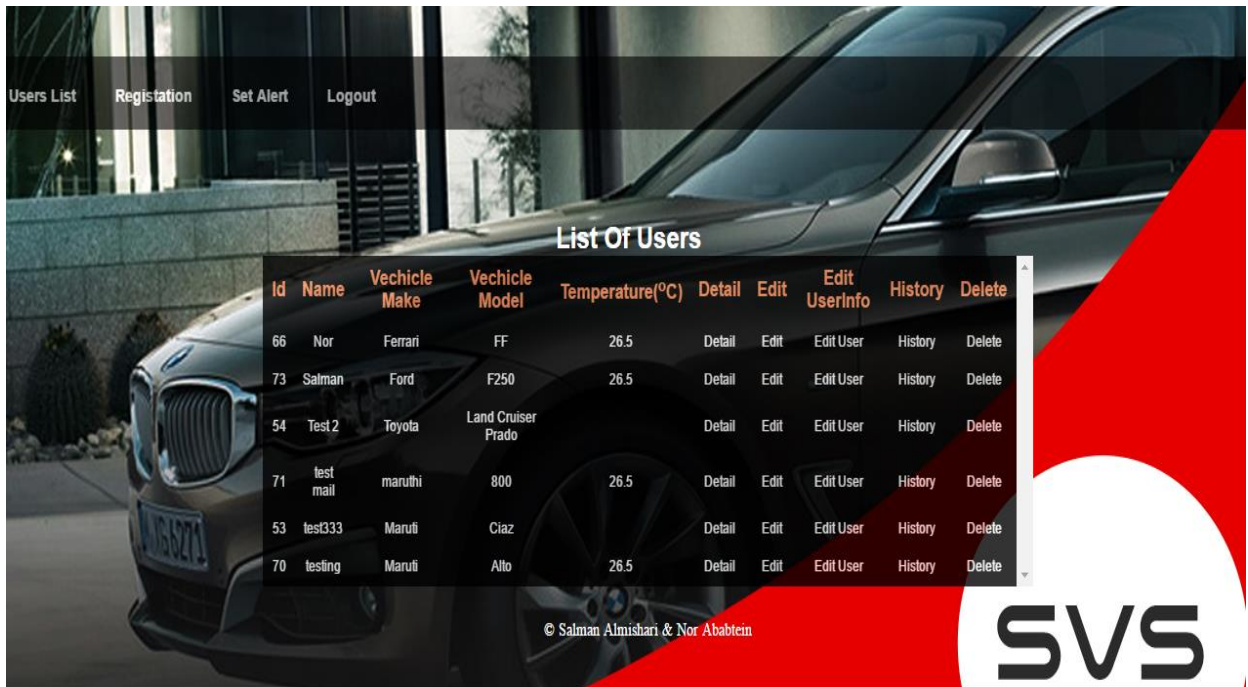 Users List Registation Set Alert Logout
List Of Users
Id Name Vechicle Make Vechicle Model Temperature(⁰C) Detail Edit Edit UserInfo History Delete
66 Nor Ferrari FF 26.5 Detail Edit Edit User History Delete
73 Salman Ford F250 26.5 Detail Edit Edit User History Delete
54 Test 2 Toyota Land Cruiser Prado Detail Edit Edit User History Delete
71 test mail maruthi 800 26.5 Detail Edit Edit User History Delete
53 test333 Maruti Ciaz Detail Edit Edit User History Delete
70 testing Maruti Alto 26.5 Detail Edit Edit User History Delete
© Salman Almishari & Nor Ababtein
SVS